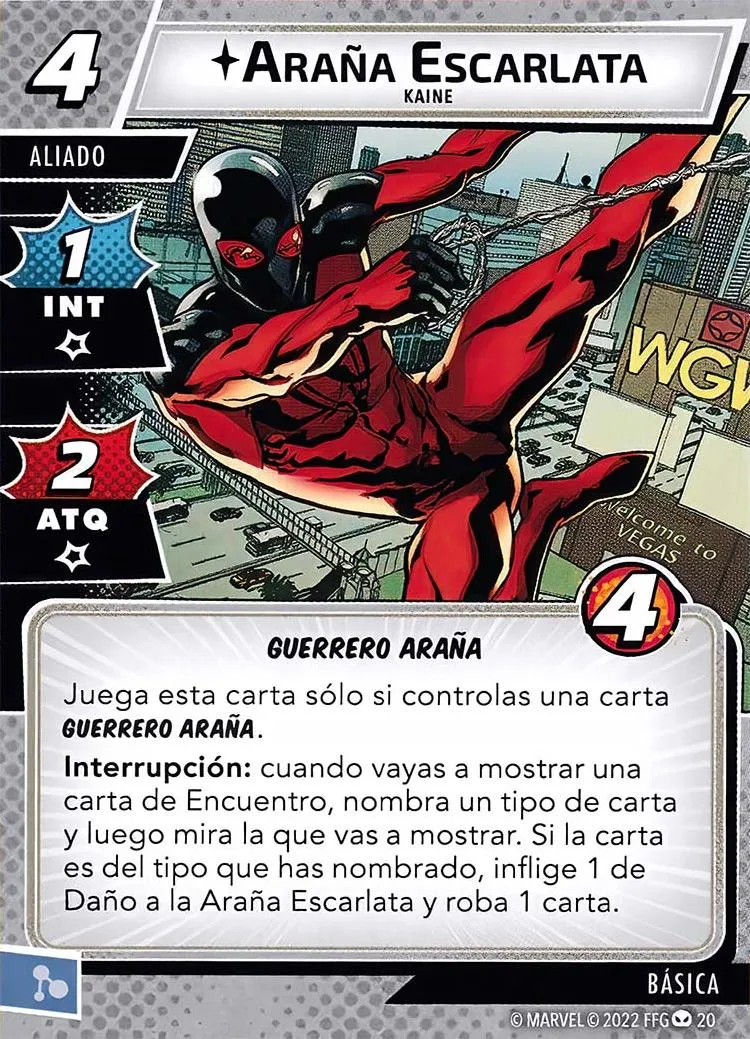 4
ARAÑA ESCARLATA
KAINE
ALIADO
1
INT
2
ATQ
WGV
Welcome to
VEGAS
4
GUERRERO ARAÑA
Juega esta carta sólo si controlas una carta
GUERRERO ARAÑA.
Interrupción: cuando vayas a mostrar una
carta de Encuentro, nombra un tipo de carta
y luego mira la que vas a mostrar. Si la carta
es del tipo que has nombrado, inflige 1 de
Daño a la Araña Escarlata y roba 1 carta.
BÁSICA
© MARVEL © 2022 FFG 20